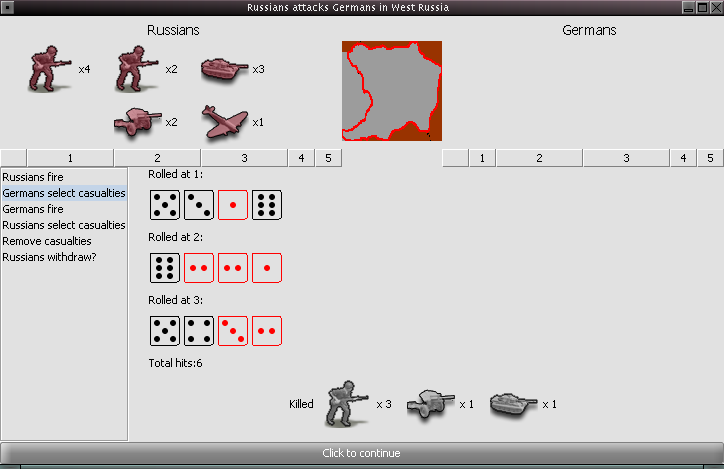 Russians attacks Germans in West Russia
Russians
Germans
x4
x2
x3
x2
x1
1
2
3
4
5
1
2
3
4
5
Russians fire
Germans select casualties
Germans fire
Russians select casualties
Remove casualties
Russians withdraw?
Rolled at 1:
Rolled at 2:
Rolled at 3:
Total hits:6
Killed x 3 x 1 x 1
Click to continue